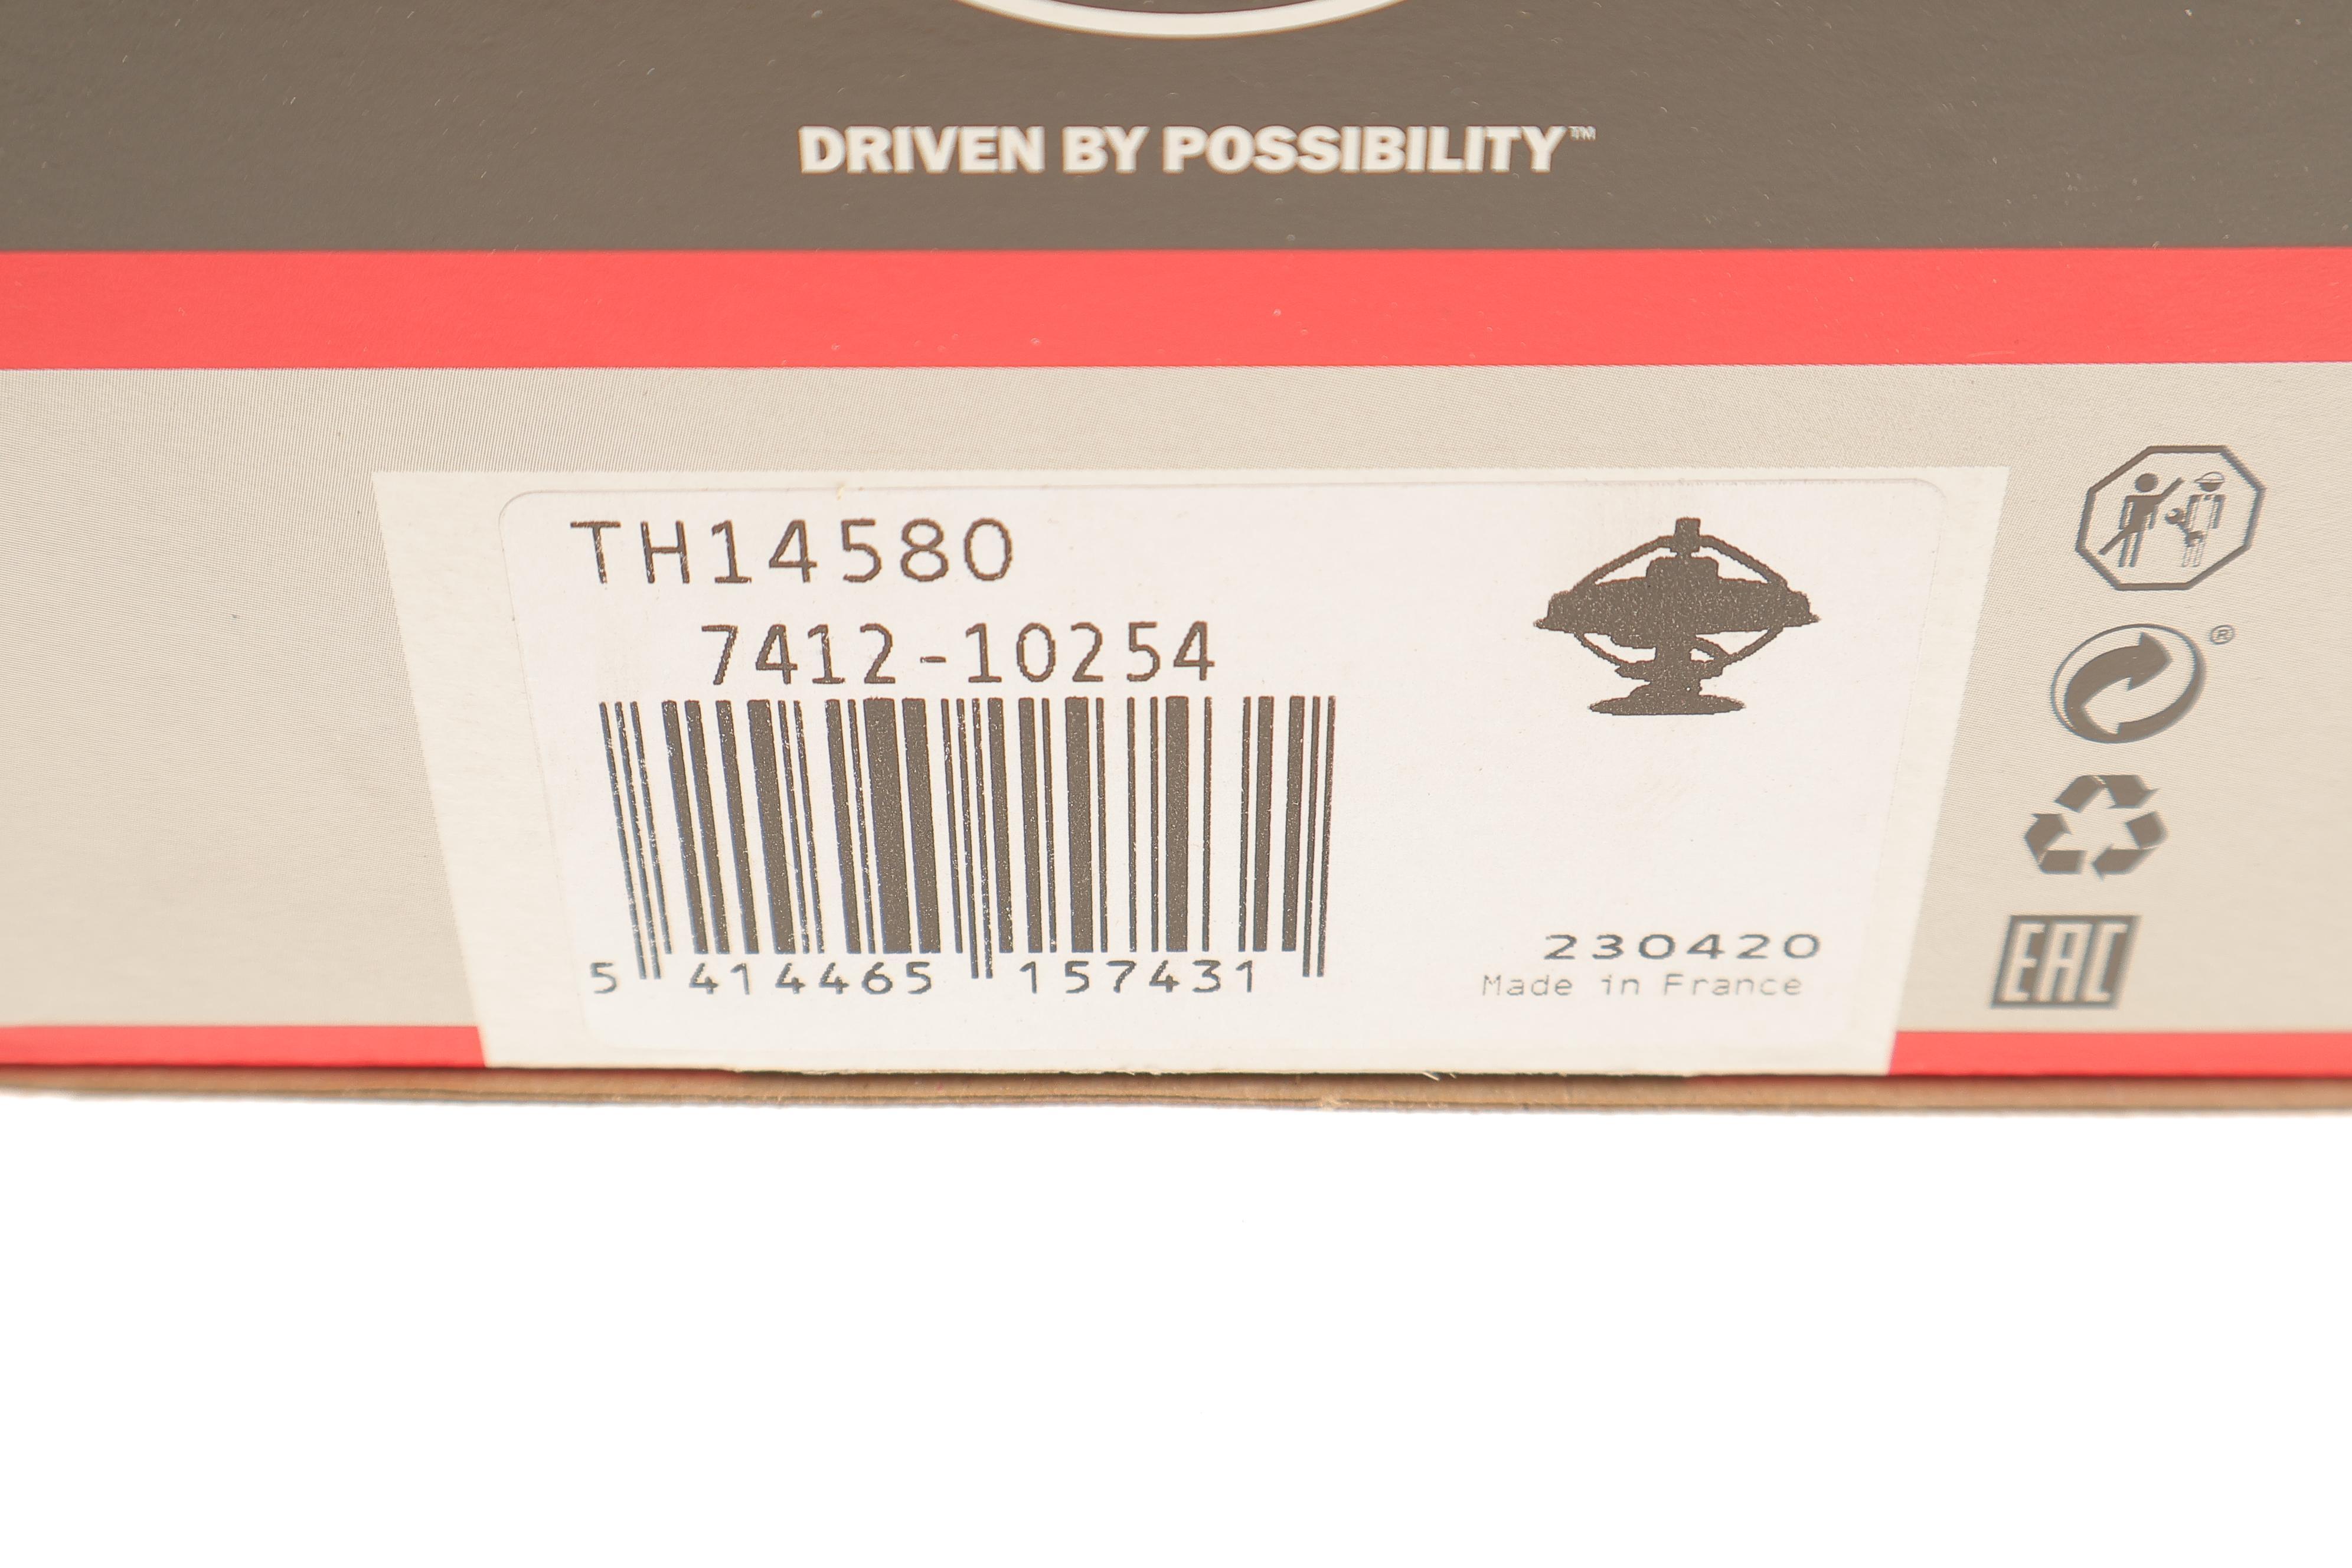 DRIVEN BY POSSIBILITY™
TH14580
7412-10254
5 414465 157431
230420
Made in France
®
EAC